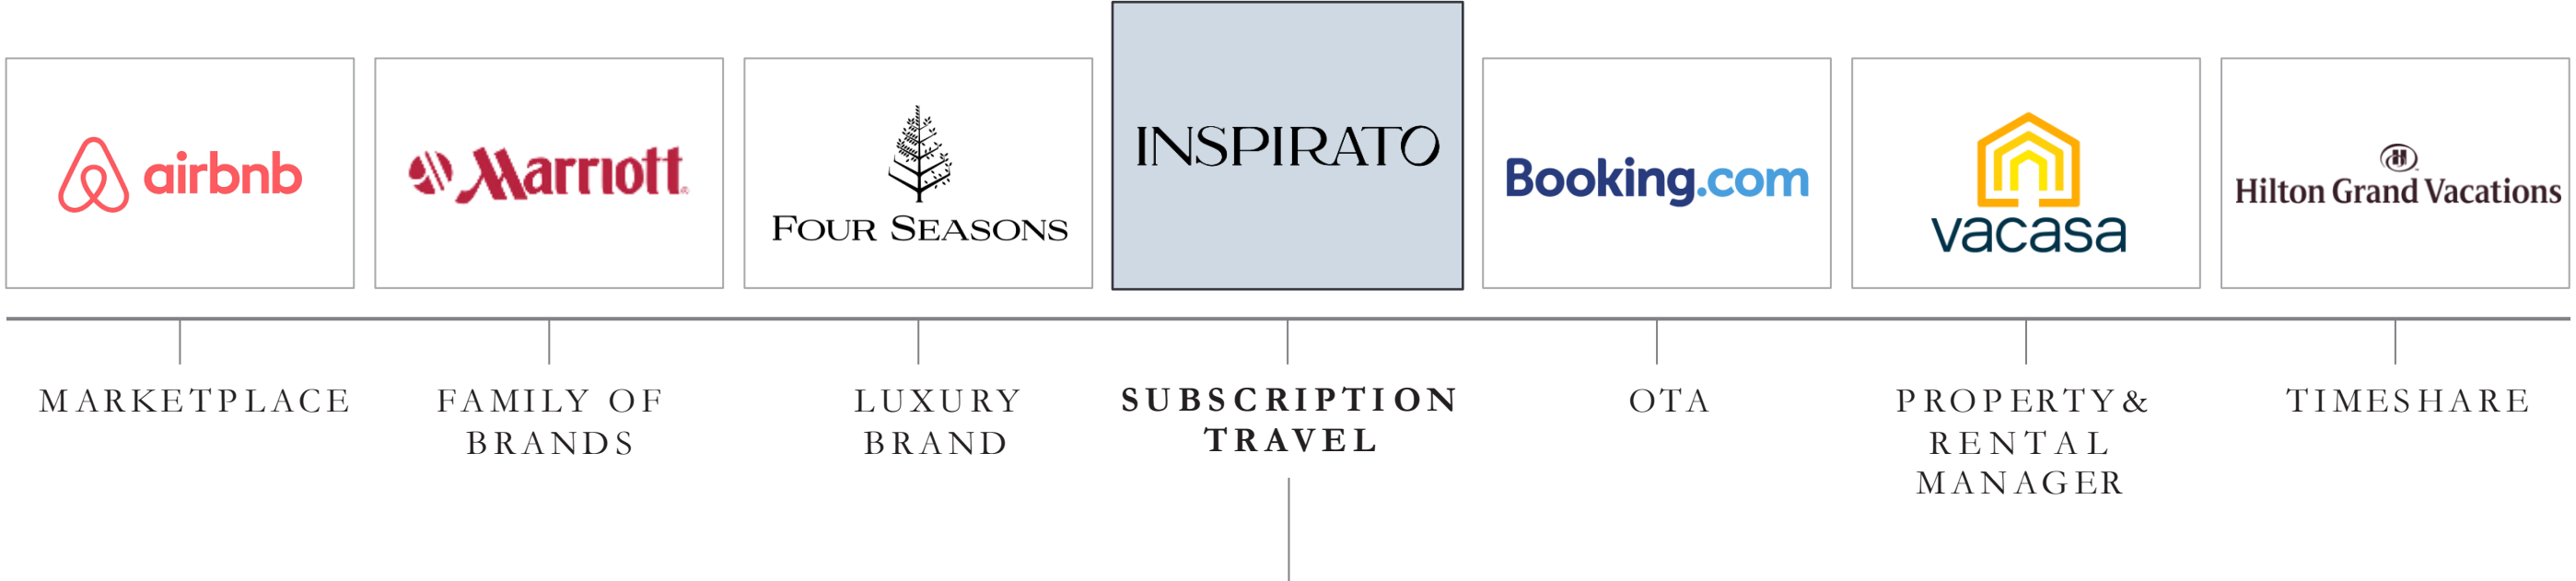 airbnb
Marriott
FOUR SEASONS
INSPIRATO
Booking.com
vacasa
Hilton Grand Vacations
MARKETPLACE
FAMILY OF
BRANDS
LUXURY
BRAND
SUBSCRIPTION
TRAVEL
OTA
PROPERTY&
RENTAL
MANAGER
TIMESHARE